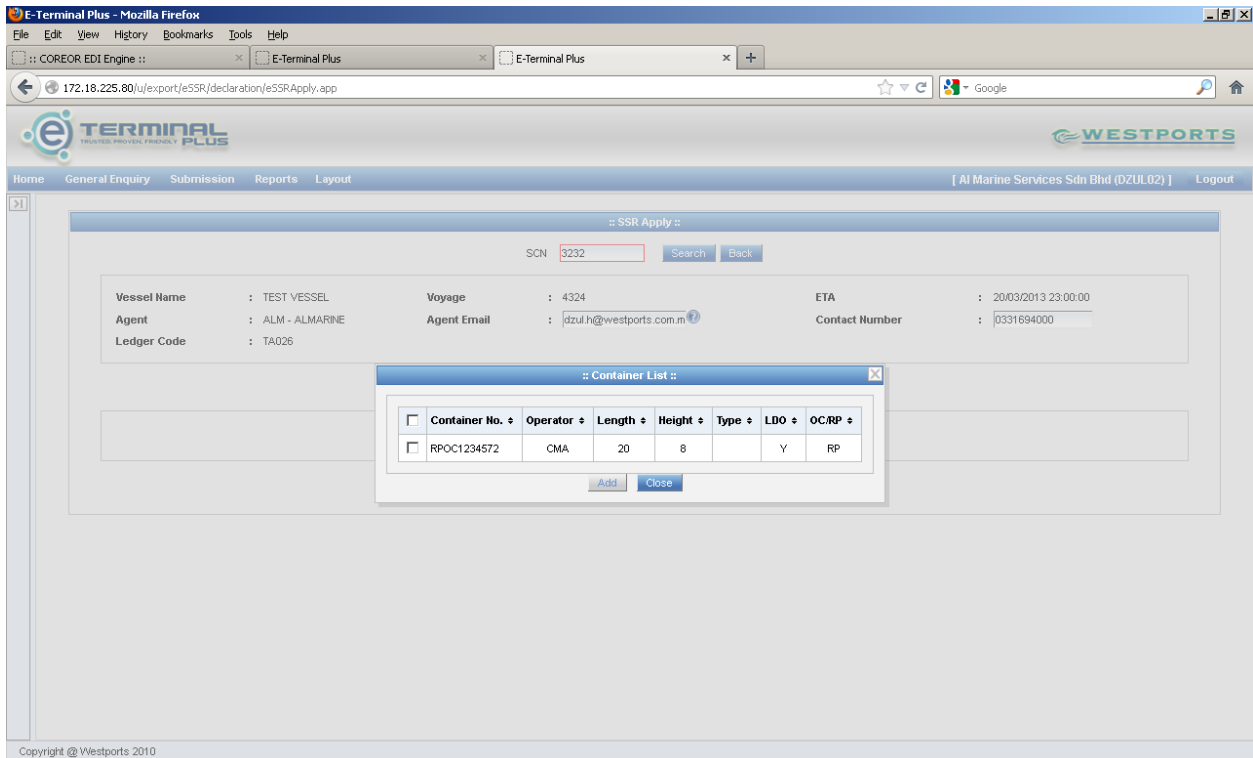 E-Terminal Plus - Mozilla Firefox
File Edit View History Bookmarks Tools Help
:: COREOR EDI Engine :: E-Terminal Plus E-Terminal Plus
172.18.225.80/u/export/eSSR/declaration/eSSRApply.app Google
e TERMINAL PLUS WESTPORTS
TRUSTED. PROVEN. FRIENDLY
Home General Enquiry Submission Reports Layout [ Al Marine Services Sdn Bhd (DZUL02) ] Logout
:: SSR Apply ::
SCN 3232 Search Back
Vessel Name : TEST VESSEL Voyage : 4324 ETA : 20/03/2013 23:00:00
Agent : ALM - ALMARINE Agent Email : dzul.h@westports.com.m Contact Number : 0331694000
Ledger Code : TA026
:: Container List ::
Container No. Operator Length Height Type LDO OC/RP
RPOC1234572 CMA 20 8 Y RP
Add Close
Copyright @ Westports 2010